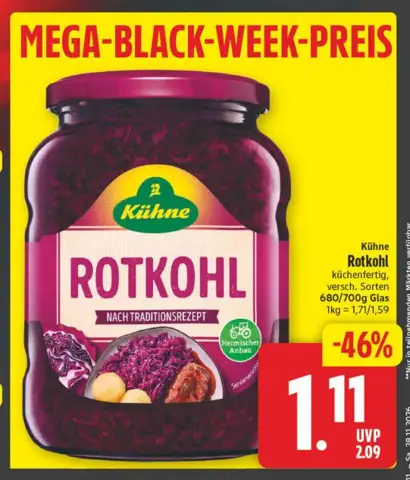 MEGA-BLACK-WEEK-PREIS
Kühne
ROTKOHL
NACH TRADITIONSREZEPT
Heimischer
Anbau
Serviervorschlag
Kühne
Rotkohl
küchenfertig,
versch. Sorten
680/700g Glas
1kg = 1,71/1,59
-46%
1.11
UVP
2.09